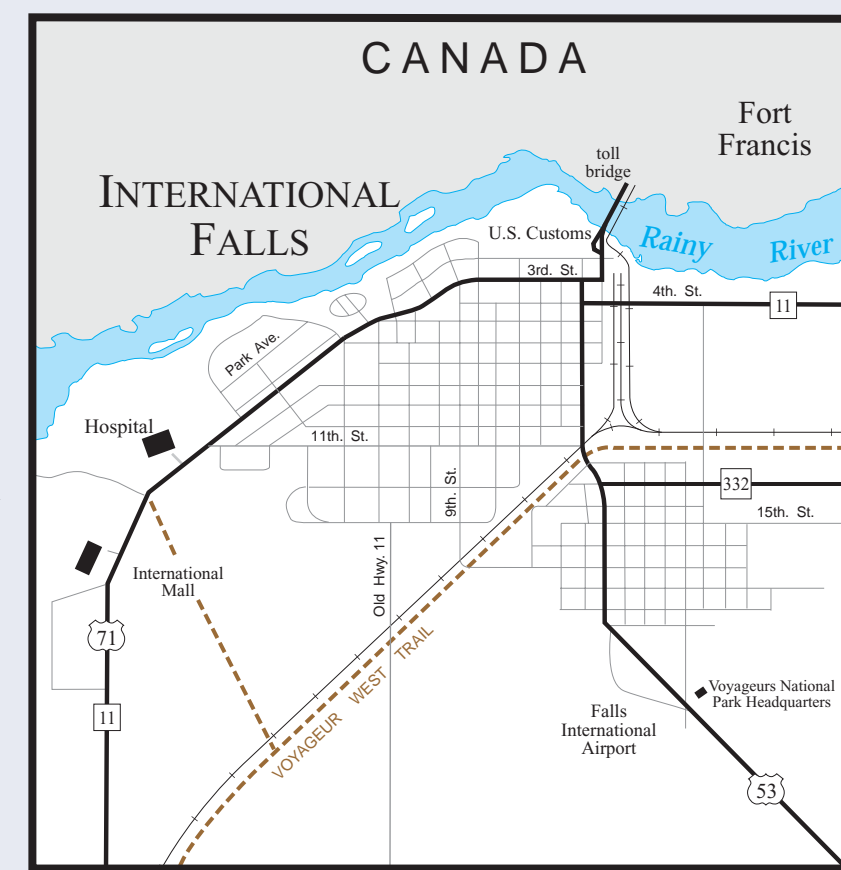 CANADA
Fort
Francis
toll
bridge
INTERNATIONAL
FALLS
U.S. Customs
Rainy River
3rd. St.
4th. St.
11
Park Ave.
Hospital
11th. St.
9th. St.
332
15th. St.
Old Hwy. 11
International
Mall
71
VOYAGEUR WEST TRAIL
11
Voyageurs National
Park Headquarters
Falls
International
Airport
53